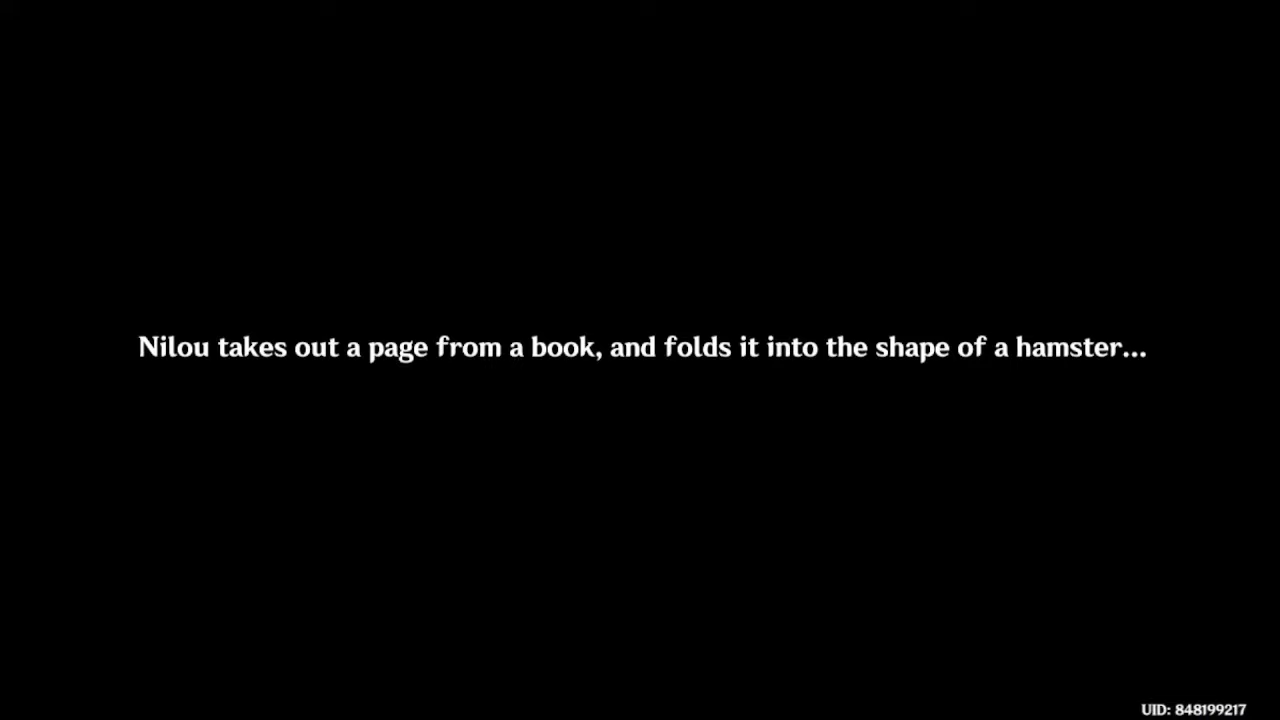 Nilou takes out a page from a book, and folds it into the shape of a hamster...
UID: 848199217